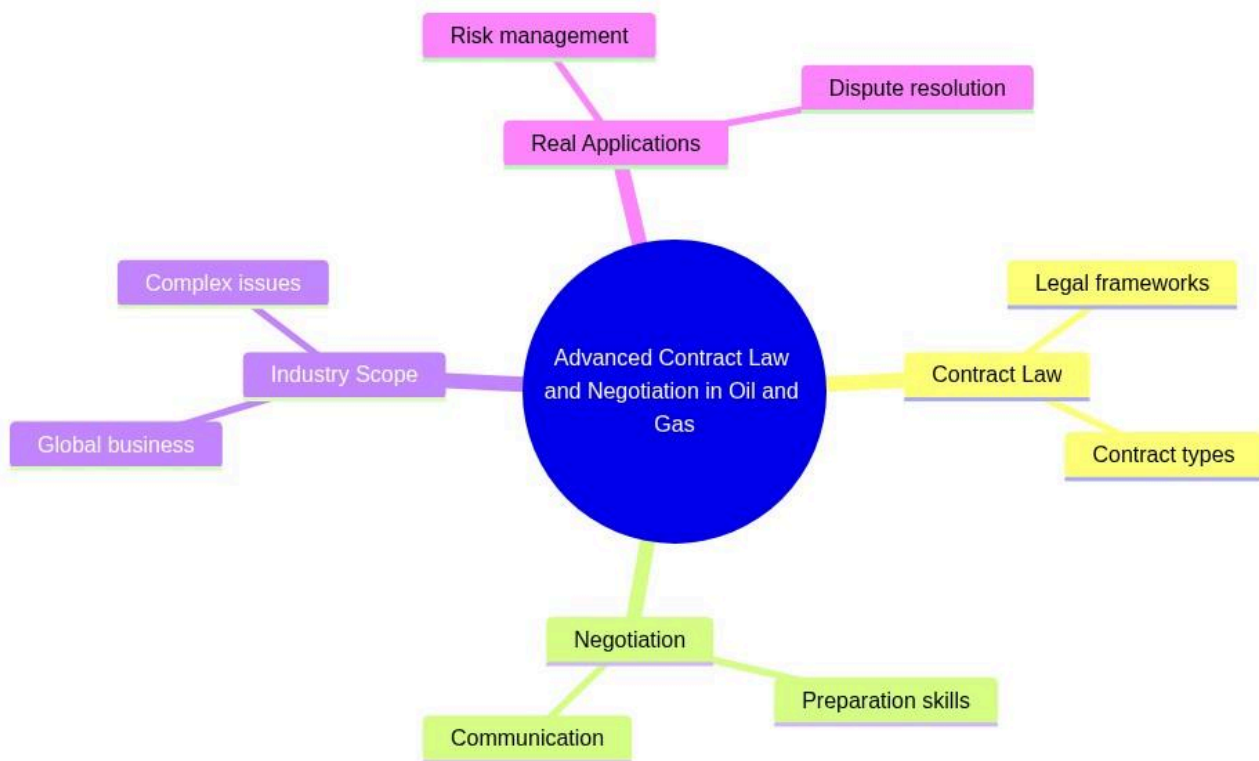 Risk management
Dispute resolution
Real Applications
Complex issues
Legal frameworks
Industry Scope
Advanced Contract Law
and Negotiation in Oil and
Gas
Contract Law
Global business
Contract types
Negotiation
Preparation skills
Communication